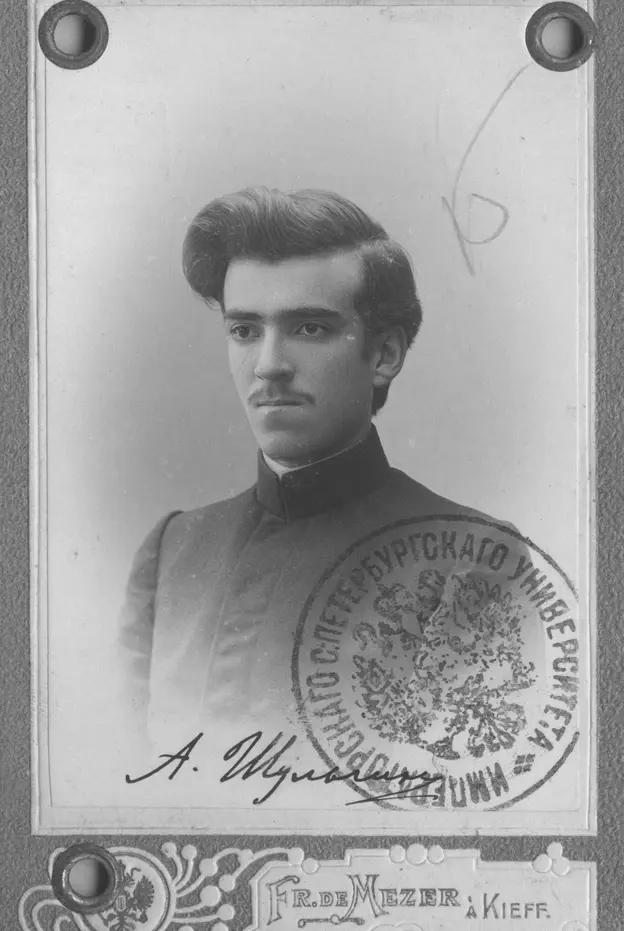 ИМПЕРАТОРСКАГО С.ПЕТЕРБУРГСКАГО УНИВЕРСИТЕТА
А. Шульгинъ
FR. DE MEZER
À KIEFF.